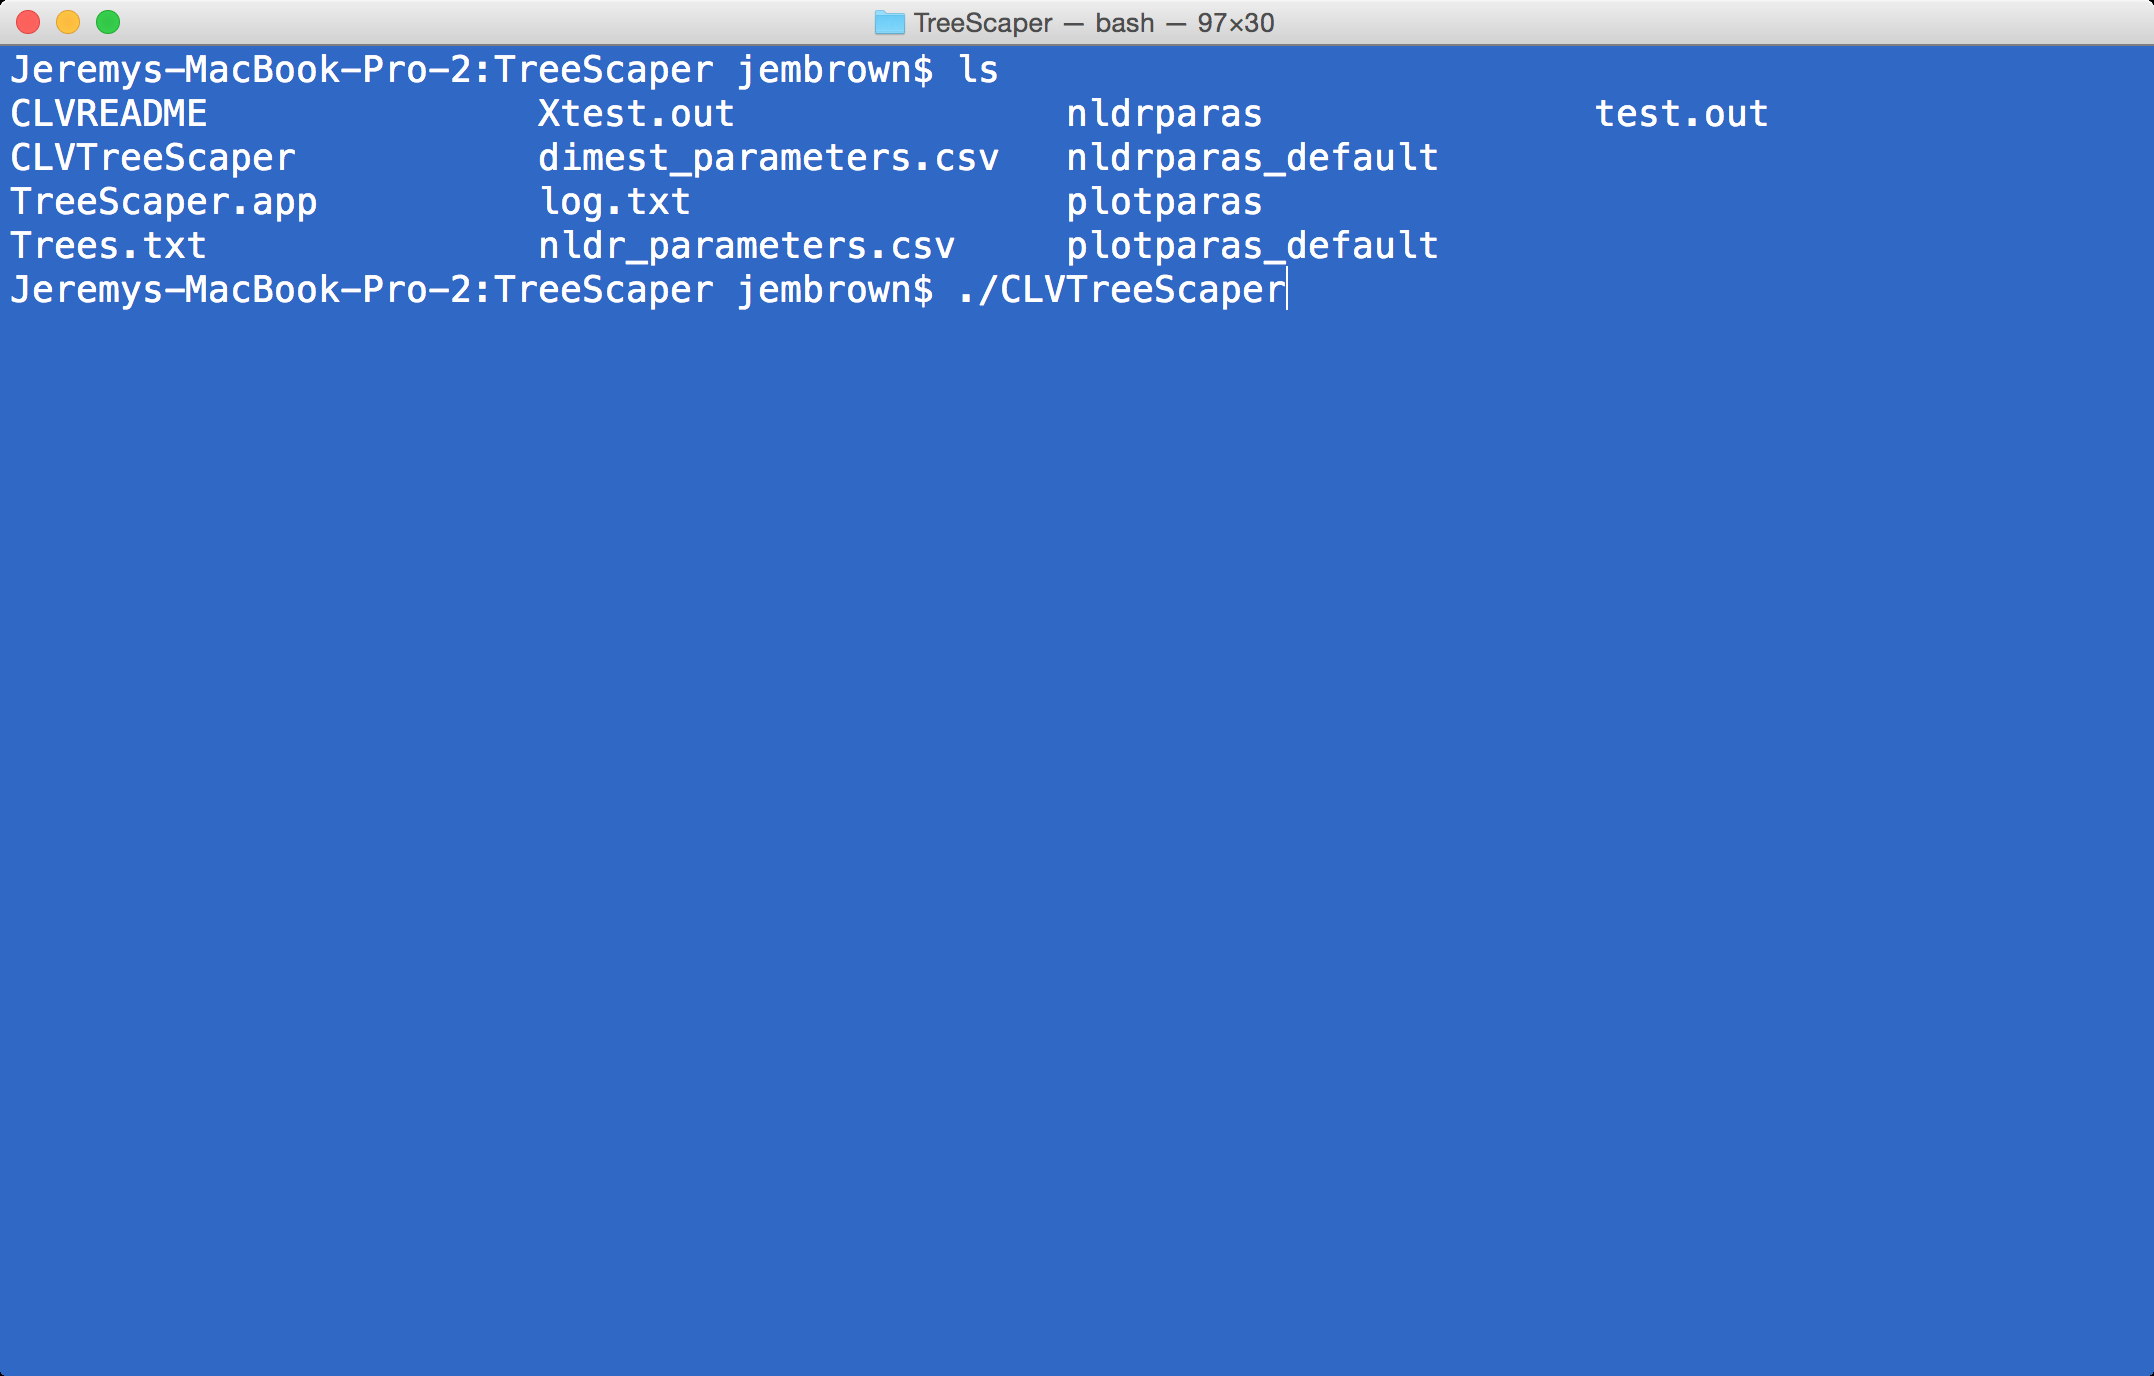 TreeScaper — bash — 97×30
Jeremys-MacBook-Pro-2:TreeScaper jembrown$ ls
CLVREADME Xtest.out nldrparas test.out
CLVTreeScaper dimest_parameters.csv nldrparas_default
TreeScaper.app log.txt plotparas
Trees.txt nldr_parameters.csv plotparas_default
Jeremys-MacBook-Pro-2:TreeScaper jembrown$ ./CLVTreeScaper